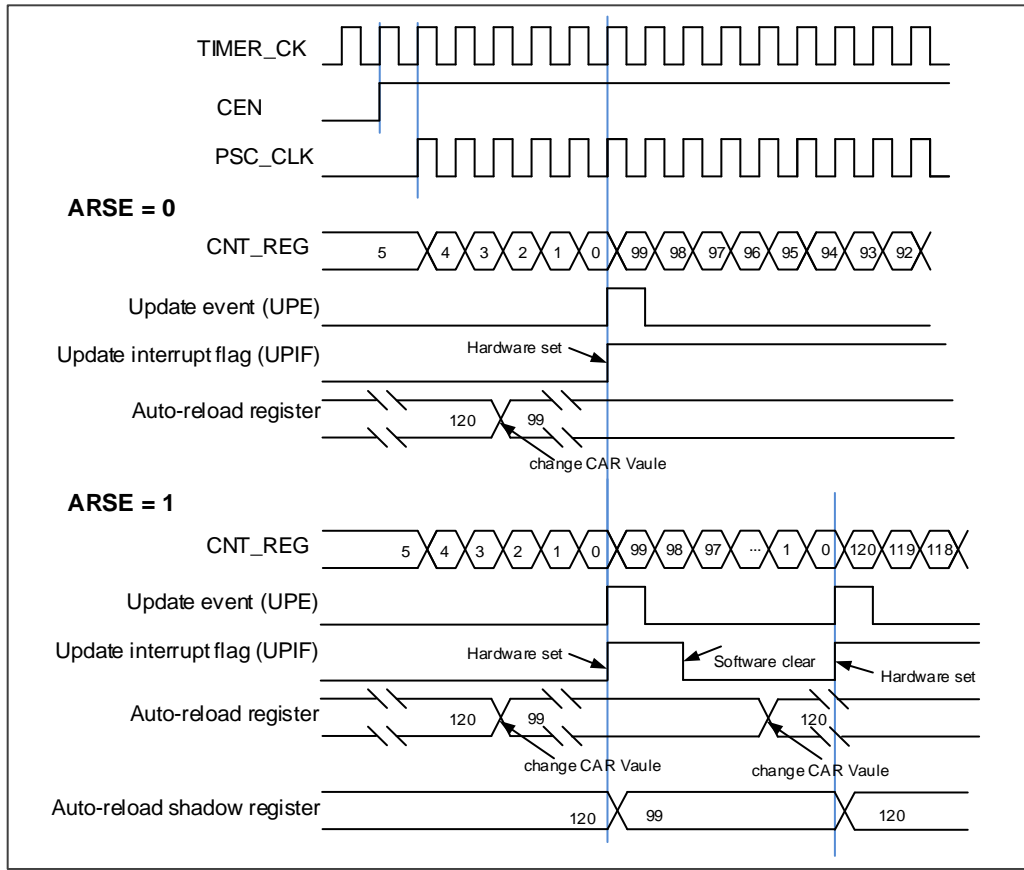 TIMER_CK
CEN
PSC_CLK
ARSE = 0
CNT_REG 5 4 3 2 1 0 99 98 97 96 95 94 93 92
Update event (UPE)
Update interrupt flag (UPIF) Hardware set
Auto-reload register 120 99
change CAR Vaule
ARSE = 1
CNT_REG 5 4 3 2 1 0 99 98 97 ... 1 0 120 119 118
Update event (UPE)
Update interrupt flag (UPIF) Hardware set Software clear Hardware set
Auto-reload register 120 99 120
change CAR Vaule change CAR Vaule
Auto-reload shadow register 120 99 120